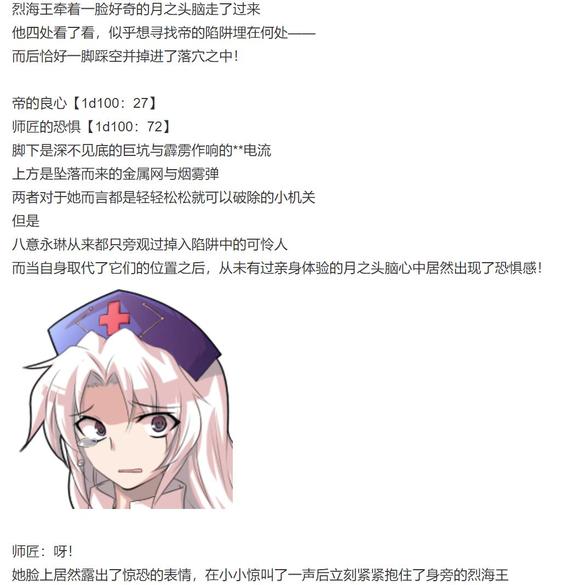 烈海王牵着一脸好奇的月之头脑走了过来
他四处看了看，似乎想寻找帝的陷阱埋在何处——
而后恰好一脚踩空并掉进了落穴之中！
帝的良心【1d100：27】
师匠的恐惧【1d100：72】
脚下是深不见底的巨坑与霹雳作响的**电流
上方是坠落而来的金属网与烟雾弹
两者对于她而言都是轻轻松松就可以破除的小机关
但是
八意永琳从来都只旁观过掉入陷阱中的可怜人
而当自身取代了它们的位置之后，从未有过亲身体验的月之头脑心中居然出现了恐惧感！
师匠：呀！
她脸上居然露出了惊恐的表情，在小小惊叫了一声后立刻紧紧抱住了身旁的烈海王